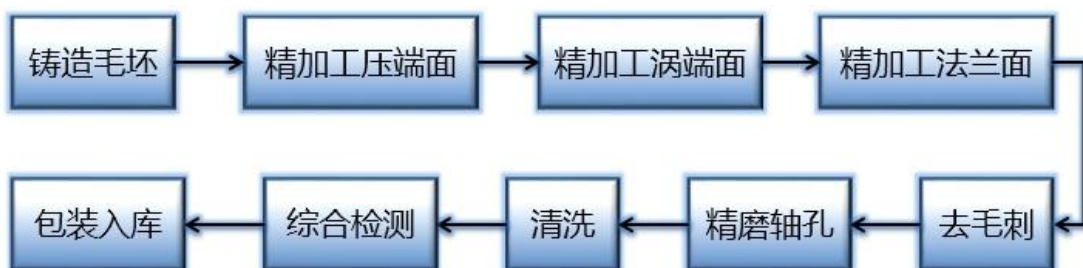 铸造毛坯
精加工压端面
精加工涡端面
精加工法兰面
去毛刺
精磨轴孔
清洗
综合检测
包装入库